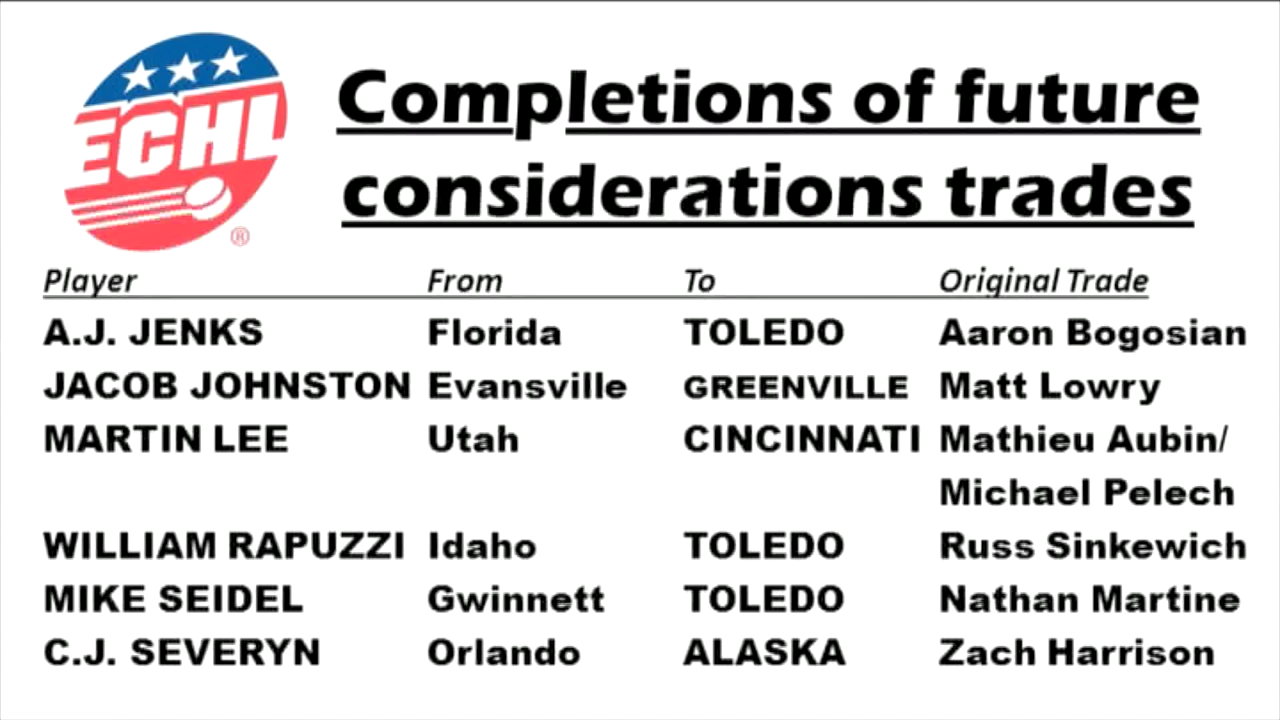 ECHL
®
Completions of future
considerations trades
Player From To Original Trade
A.J. JENKS Florida TOLEDO Aaron Bogosian
JACOB JOHNSTON Evansville GREENVILLE Matt Lowry
MARTIN LEE Utah CINCINNATI Mathieu Aubin/
Michael Pelech
WILLIAM RAPUZZI Idaho TOLEDO Russ Sinkewich
MIKE SEIDEL Gwinnett TOLEDO Nathan Martine
C.J. SEVERYN Orlando ALASKA Zach Harrison